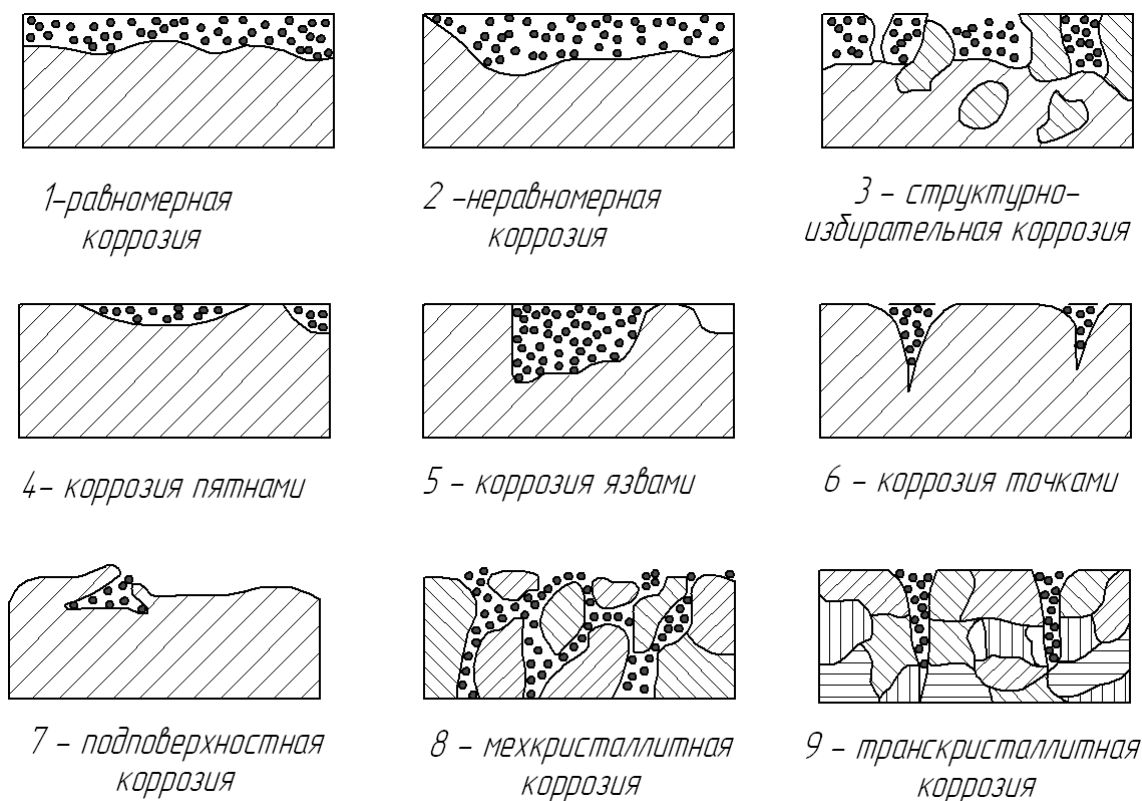 1-равномерная
коррозия
2 -неравномерная
коррозия
3 - структурно-
избирательная коррозия
4- коррозия пятнами
5 - коррозия язвами
6 - коррозия точками
7 - подповерхностная
коррозия
8 - мехкристаллитная
коррозия
9 - транскристаллитная
коррозия